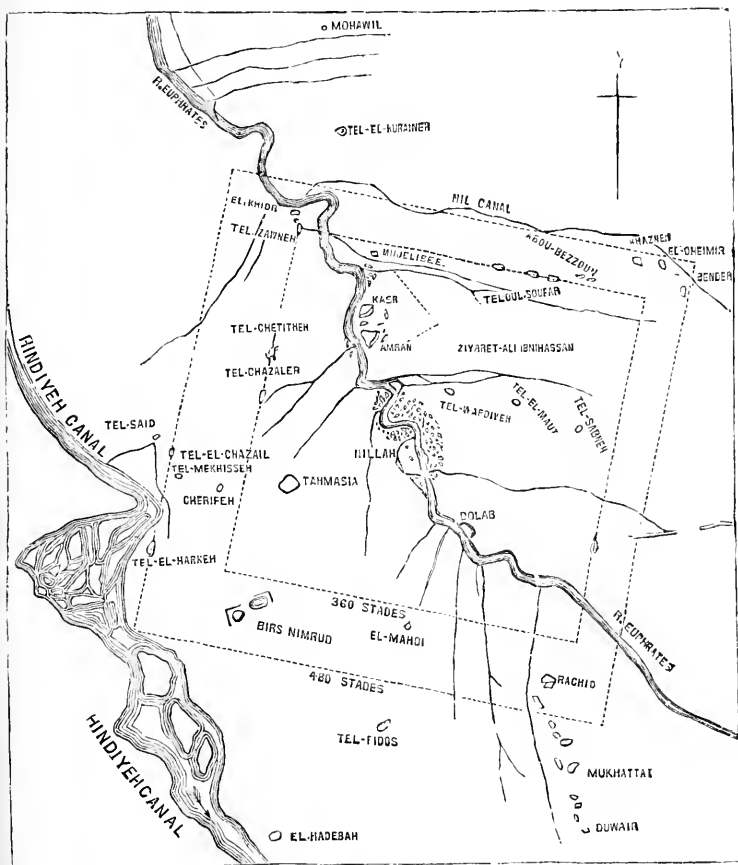 MOHAWIL
R. EUPHRATES
TEL-EL-KURAINER
NIL CANAL
EL.KHIDR
TEL-ZAWNEH
MUJELIBEE
ABOU-BEZZOUN
KHAZNEH
EL-OHEIMIR
BENDER
TELOUL-SOUFAR
KASR
AMRAN
ZIYARET-ALI IBNIHASSAN
TEL-CHETITHEH
TEL-CHAZALER
HINDIYEH CANAL
TEL-SAID
TEL-EL-CHAZAIL
TEL-MEKHISSEH
CHERIFEH
TAHMASIA
HILLAH
TEL-WAFDIYEH
TEL-EL-MAUT
TEL-SABNEH
DOLAB
TEL-EL-HARKEH
360 STADES
BIRS NIMRUD
EL-MAHDI
R. EUPHRATES
480 STADES
RACHID
TEL-FIDOS
MUKHATTAT
HINDIYEH CANAL
DUWAIR
EL.HADEBAH